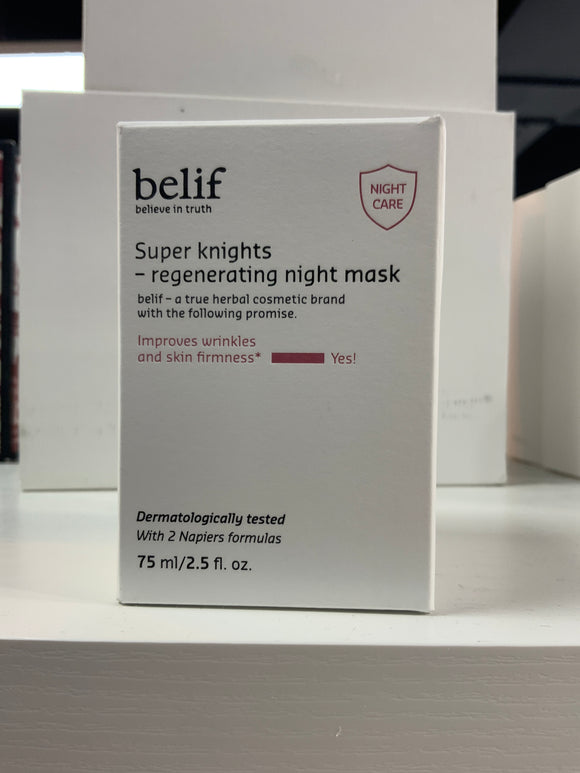 belif
believe in truth
NIGHT
CARE
Super knights
– regenerating night mask
belif – a true herbal cosmetic brand
with the following promise.
Improves wrinkles
and skin firmness* Yes!
Dermatologically tested
With 2 Napiers formulas
75 ml/2.5 fl. oz.